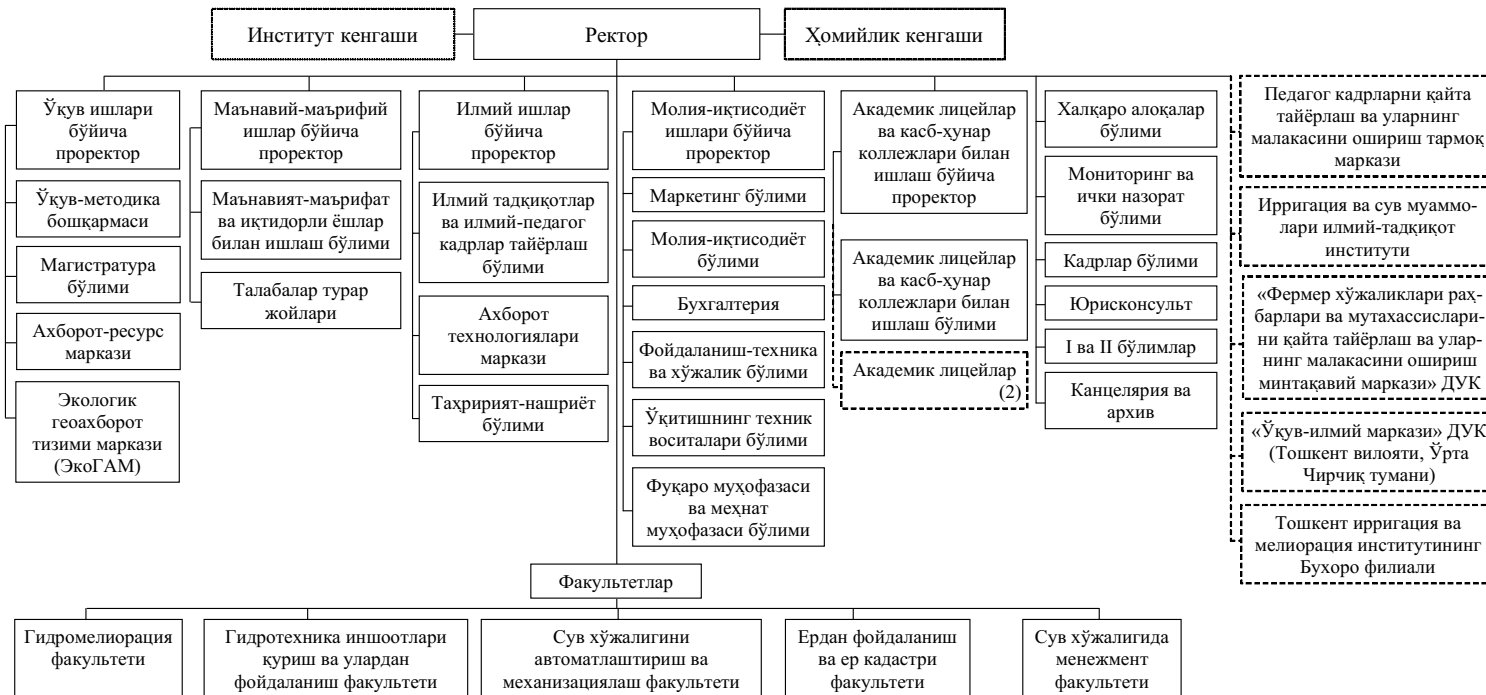 Институт кенгаши
Ректор
Ҳомийлик кенгаши
Ўқув ишлари
бўйича
проректор
Ўқув-методика
бошқармаси
Магистратура
бўлими
Ахборот-ресурс
маркази
Экологик
геоахборот
тизими маркази
(ЭкоГАМ)
Маънавий-маърифий
ишлар бўйича
проректор
Маънавият-маърифат
ва иқтидорли ёшлар
билан ишлаш бўлими
Талабалар турар
жойлари
Илмий ишлар
бўйича
проректор
Илмий тадқиқотлар
ва илмий-педагог
кадрлар тайёрлаш
бўлими
Ахборот
технологиялари
маркази
Таҳририят-нашриёт
бўлими
Молия-иқтисодиёт
ишлари бўйича
проректор
Маркетинг бўлими
Молия-иқтисодиёт
бўлими
Бухгалтерия
Фойдаланиш-техника
ва хўжалик бўлими
Ўқитишнинг техник
воситалари бўлими
Фуқаро муҳофазаси
ва меҳнат
муҳофазаси бўлими
Академик лицейлар
ва касб-ҳунар
коллежлари билан
ишлаш бўйича
проректор
Академик лицейлар
ва касб-ҳунар
коллежлари билан
ишлаш бўлими
Академик лицейлар
(2)
Халқаро алоқалар
бўлими
Мониторинг ва
ички назорат
бўлими
Кадрлар бўлими
Юрисконсульт
I ва II бўлимлар
Канцелярия ва
архив
Педагог кадрларни қайта
тайёрлаш ва уларнинг
малакасини ошириш тармоқ
маркази
Ирригация ва сув муаммо-
лари илмий-тадқиқот
институти
«Фермер хўжаликлари раҳ-
барлари ва мутахассислари-
ни қайта тайёрлаш ва улар-
нинг малакасини ошириш
минтақавий маркази» ДУК
«Ўқув-илмий маркази» ДУК
(Тошкент вилояти, Ўрта
Чирчиқ тумани)
Тошкент ирригация ва
мелиорация институтининг
Бухоро филиали
Факультетлар
Гидромелиорация
факультети
Гидротехника иншоотлари
қуриш ва улардан
фойдаланиш факультети
Сув хўжалигини
автоматлаштириш ва
механизациялаш факультети
Ердан фойдаланиш
ва ер кадастри
факультети
Сув хўжалигида
менежмент
факультети